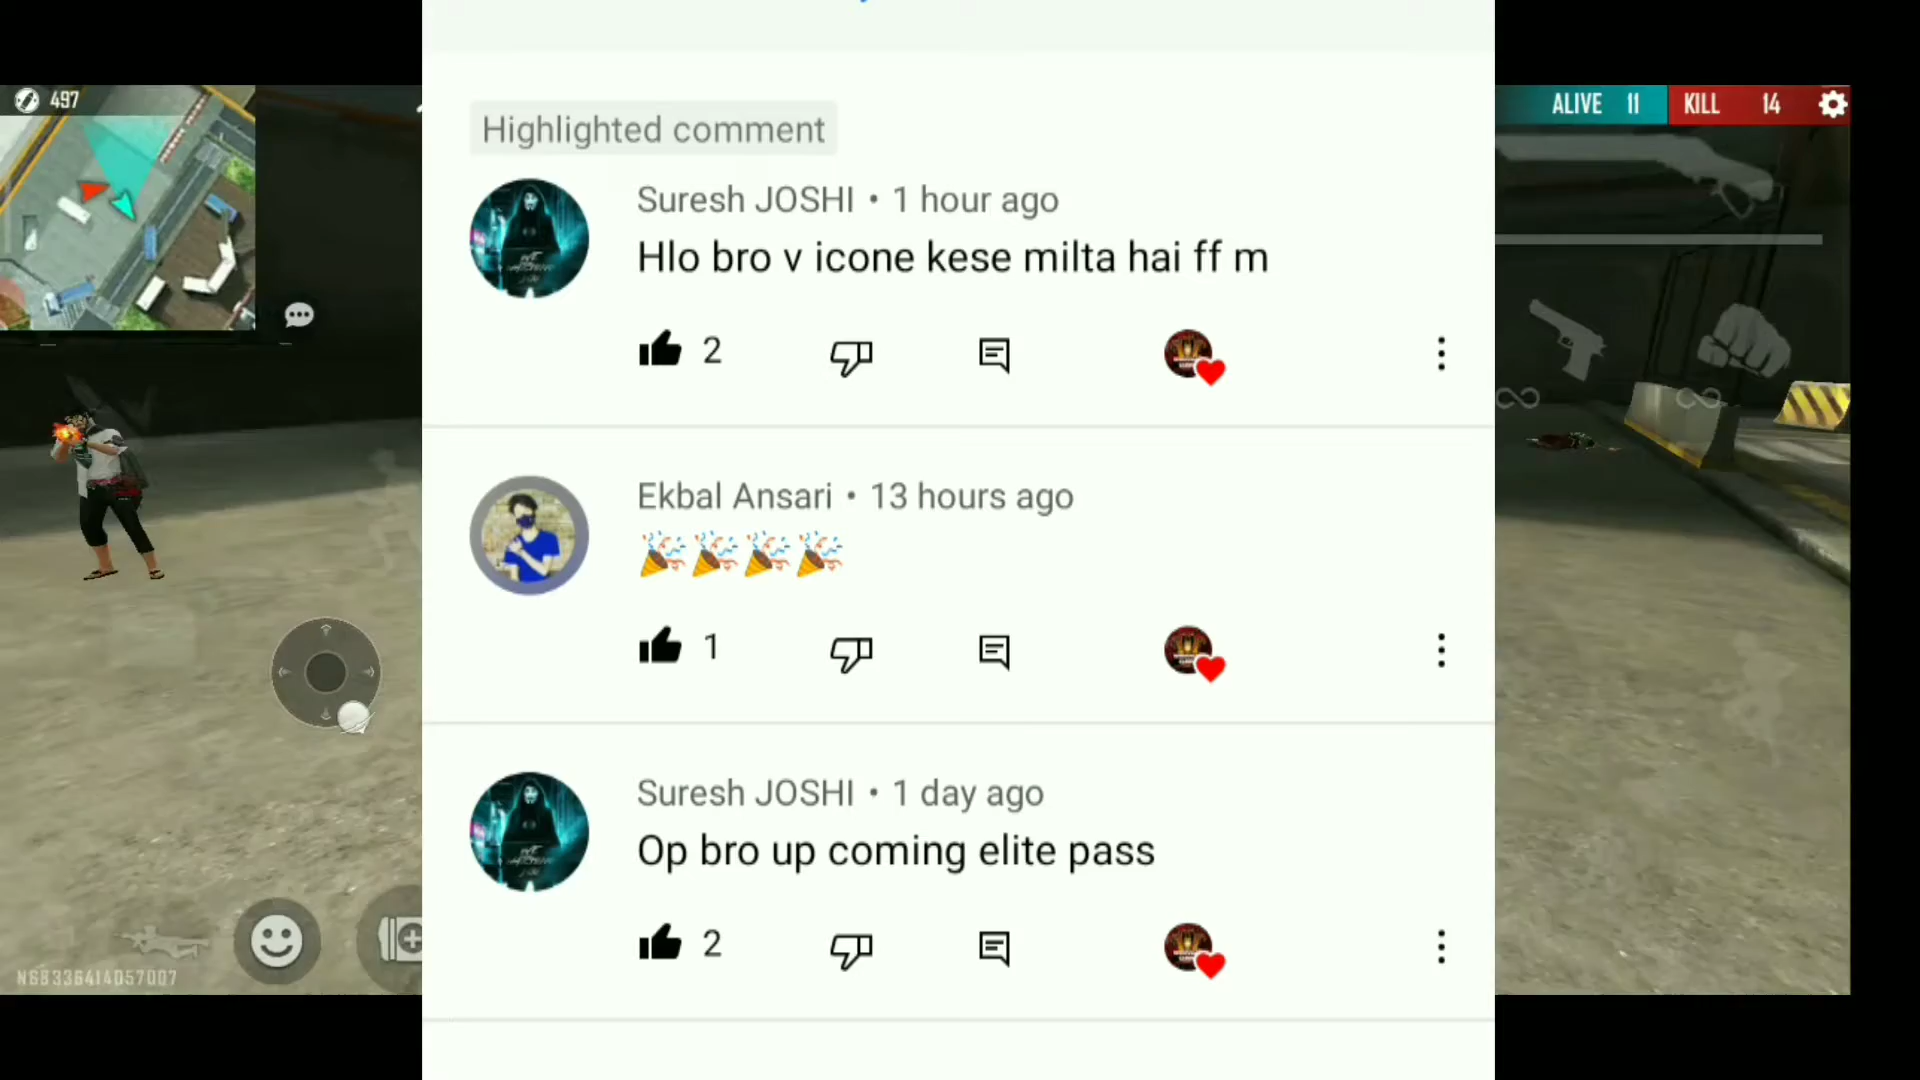 497
ALIVE 11 KILL 14
Highlighted comment
Suresh JOSHI • 1 hour ago
Hlo bro v icone kese milta hai ff m
2
Ekbal Ansari • 13 hours ago
🎉🎉🎉🎉
1
Suresh JOSHI • 1 day ago
Op bro up coming elite pass
2